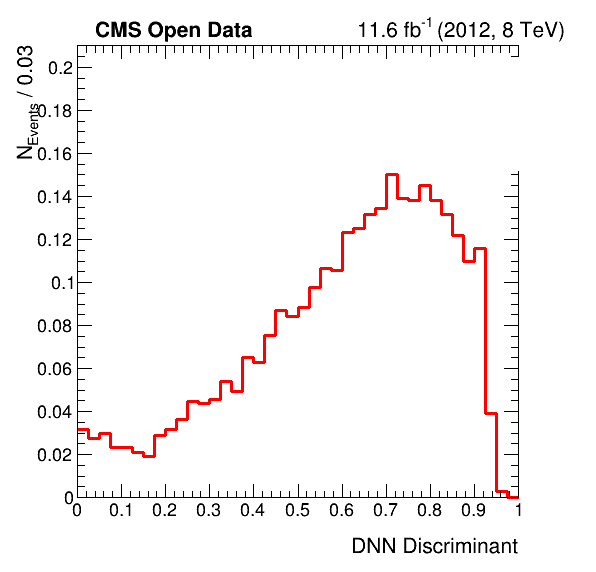 CMS Open Data
11.6 fb-1 (2012, 8 TeV)
NEvents / 0.03
0.2
0.18
0.16
0.14
0.12
0.1
0.08
0.06
0.04
0.02
0
0 0.1 0.2 0.3 0.4 0.5 0.6 0.7 0.8 0.9 1
DNN Discriminant